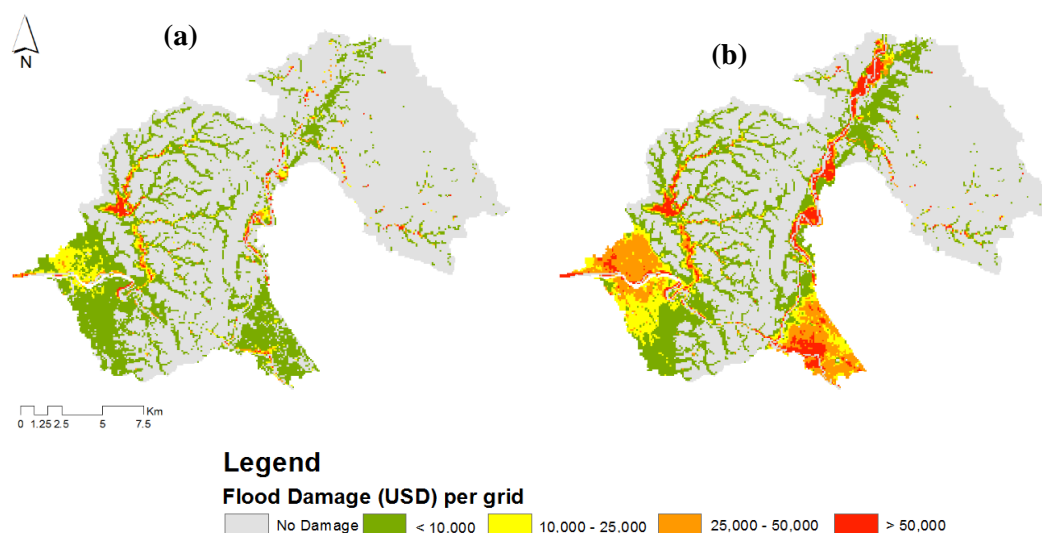 (a)
(b)
N
Km
0 1.25 2.5 5 7.5
Legend
Flood Damage (USD) per grid
No Damage < 10,000 10,000 - 25,000 25,000 - 50,000 > 50,000